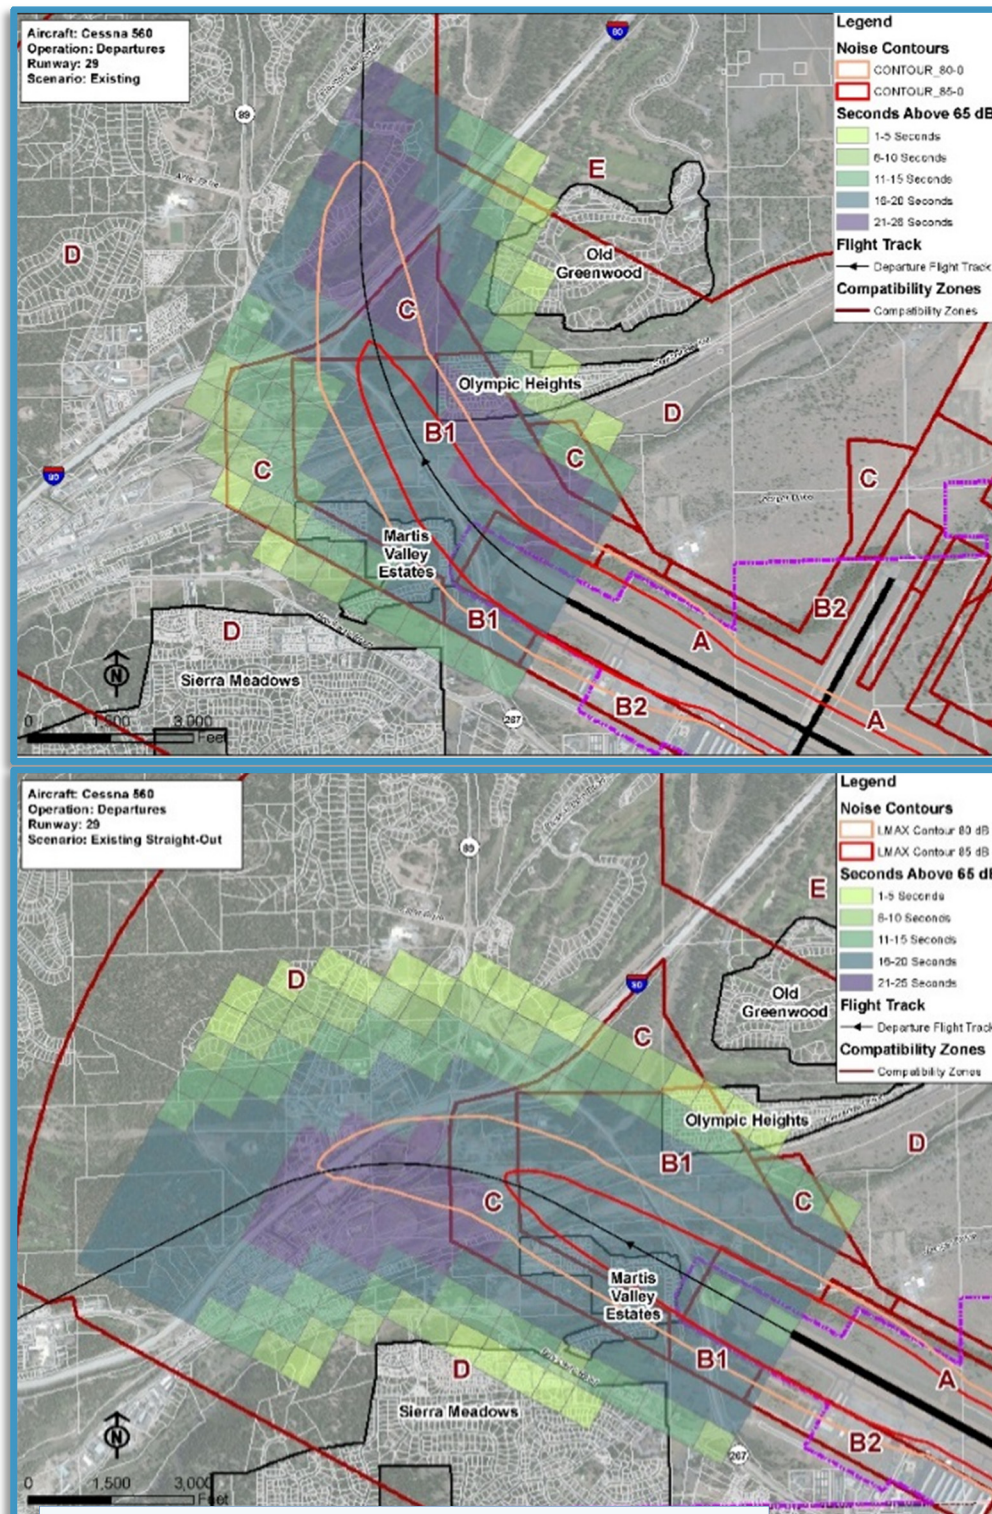 Aircraft: Cessna 560
Operation: Departures
Runway: 29
Scenario: Existing
Legend
Noise Contours
CONTOUR_80-0
CONTOUR_85-0
Seconds Above 65 dB
1-5 Seconds
6-10 Seconds
11-15 Seconds
16-20 Seconds
21-26 Seconds
Flight Track
Departure Flight Track
Compatibility Zones
Compatibility Zones
80
89
E
D
Old
Greenwood
C
Olympic Heights
D
B1
C
C
C
80
Martis
Valley
Estates
B2
B1
A
D
N
Sierra Meadows
B2
A
267
0 1,500 3,000
Feet
Aircraft: Cessna 560
Operation: Departures
Runway: 29
Scenario: Existing Straight-Out
Legend
Noise Contours
LMAX Contour 80 dB
LMAX Contour 85 dB
Seconds Above 65 dB
1-5 Seconds
6-10 Seconds
11-15 Seconds
16-20 Seconds
21-25 Seconds
Flight Track
Departure Flight Track
Compatibility Zones
Compatibility Zones
89
E
D
80
Old
Greenwood
C
Olympic Heights
D
B1
C
C
Martis
Valley
Estates
B1
D
A
Sierra Meadows
N
B2
267
0 1,500 3,000
Feet